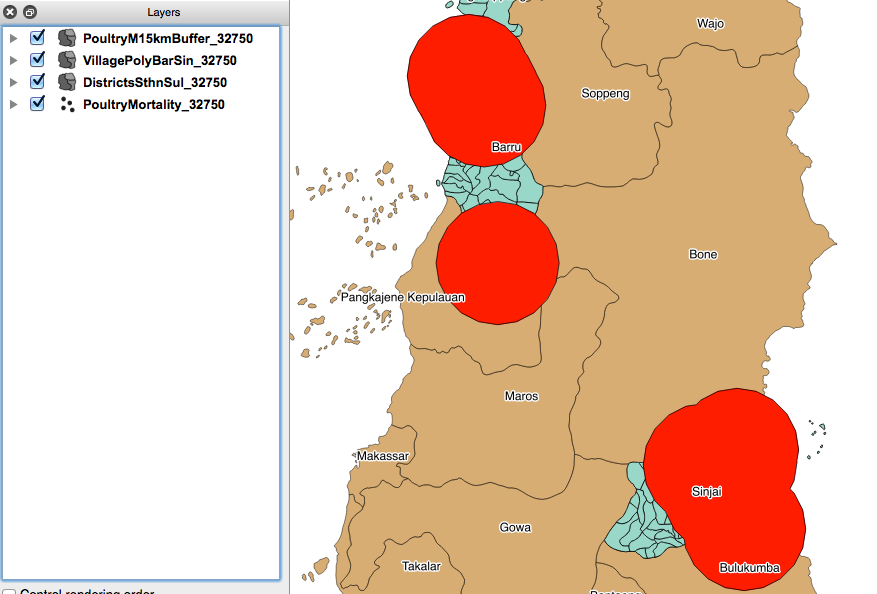 Layers
PoultryM15kmBuffer_32750
VillagePolyBarSin_32750
DistrictsSthnSul_32750
PoultryMortality_32750
Control rendering order
Wajo
Soppeng
Barru
Bone
Pangkajene Kepulauan
Maros
Makassar
Sinjai
Gowa
Takalar
Bulukumba